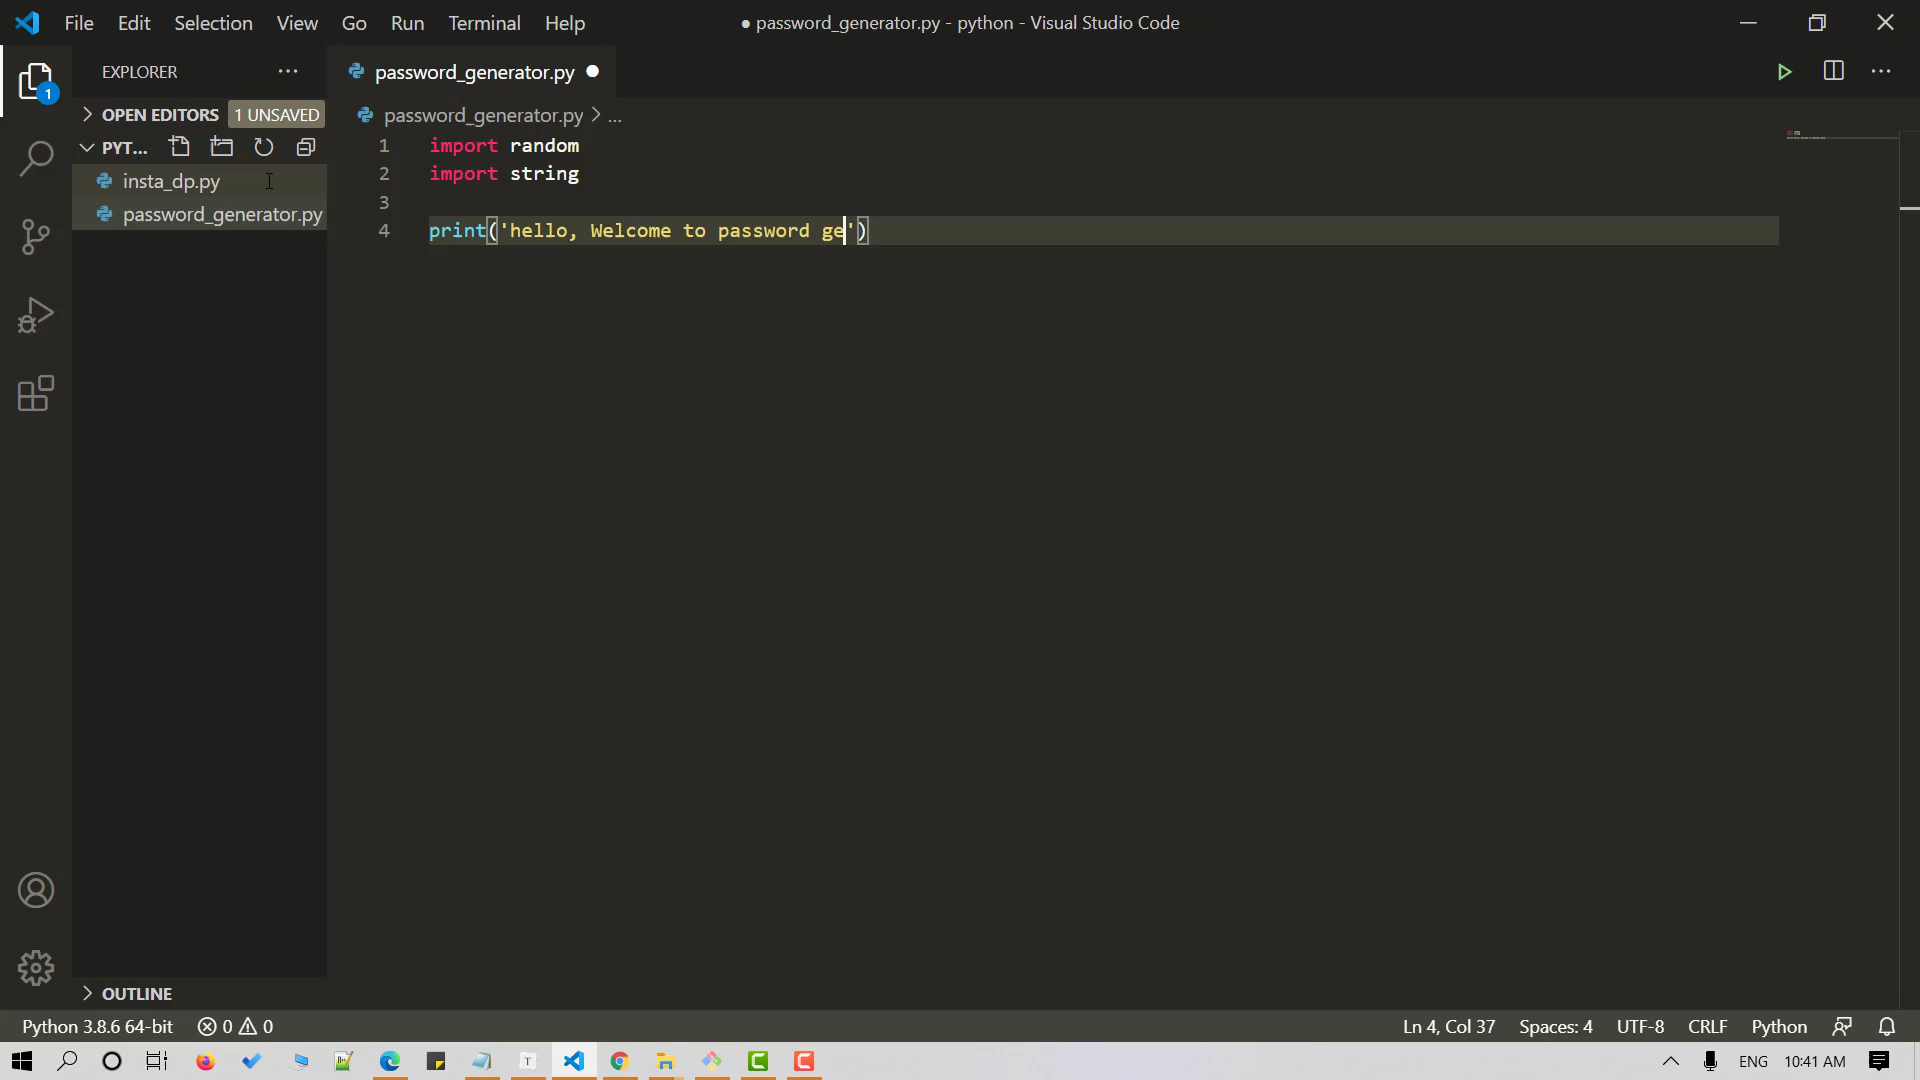 File Edit Selection View Go Run Terminal Help
● password_generator.py - python - Visual Studio Code
EXPLORER ...
password_generator.py ●
OPEN EDITORS 1 UNSAVED
password_generator.py > ...
PYT...
insta_dp.py
password_generator.py
1 import random
2 import string
3
4 print('hello, Welcome to password ge')
1
OUTLINE
Python 3.8.6 64-bit 0 0
Ln 4, Col 37 Spaces: 4 UTF-8 CRLF Python
T
ENG 10:41 AM